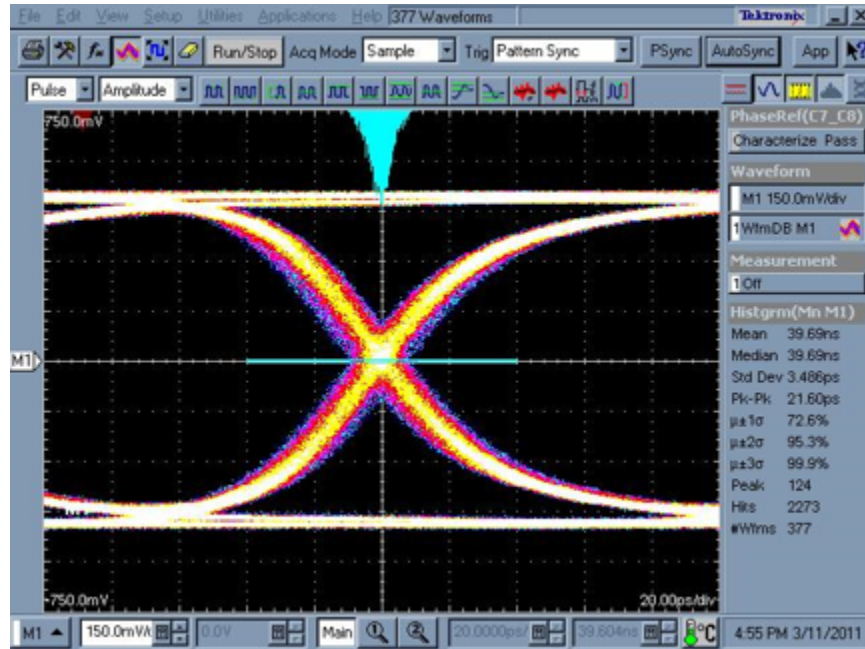 File Edit View Setup Utilities Applications Help 377 Waveforms Tektronix
Run/Stop Acq Mode Sample Trig Pattern Sync PSync AutoSync App
Pulse Amplitude
750.0mV
PhaseRef(C7_C8)
Characterize Pass
Waveform
M1 150.0mV/div
1 WfmDB M1
Measurement
1 Off
Histgrm(Mn M1)
Mean 39.69ns
Median 39.69ns
Std Dev 3.486ps
Pk-Pk 21.60ps
µ±1σ 72.6%
µ±2σ 95.3%
µ±3σ 99.9%
Peak 124
Hits 2273
#Wfms 377
M1
-750.0mV 20.00ps/div
M1 150.0mV/ 0.0V Main 20.0000ps/ 39.604ns °C 4:55 PM 3/11/2011